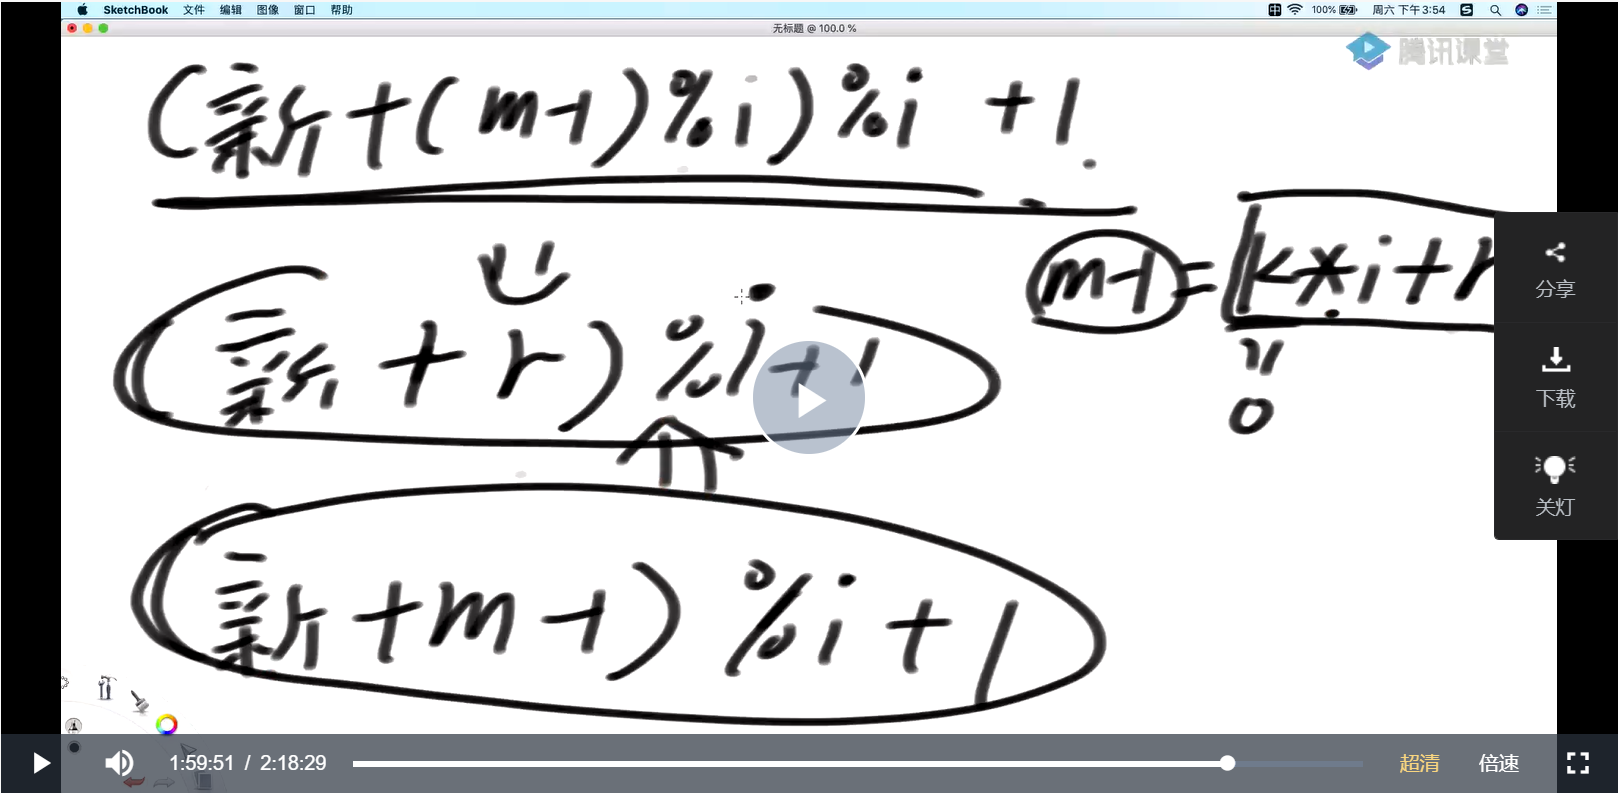 SketchBook 文件 编辑 图像 窗口 帮助 100% 周六下午3:54
无标题 @ 100.0 %
腾讯课堂
(新+(m-1)%i)%i +1.
m-1=kxi+r
新+r)%i+1
0
(新+m-1)%i+1
分享
下载
关灯
1:59:51 / 2:18:29 超清 倍速